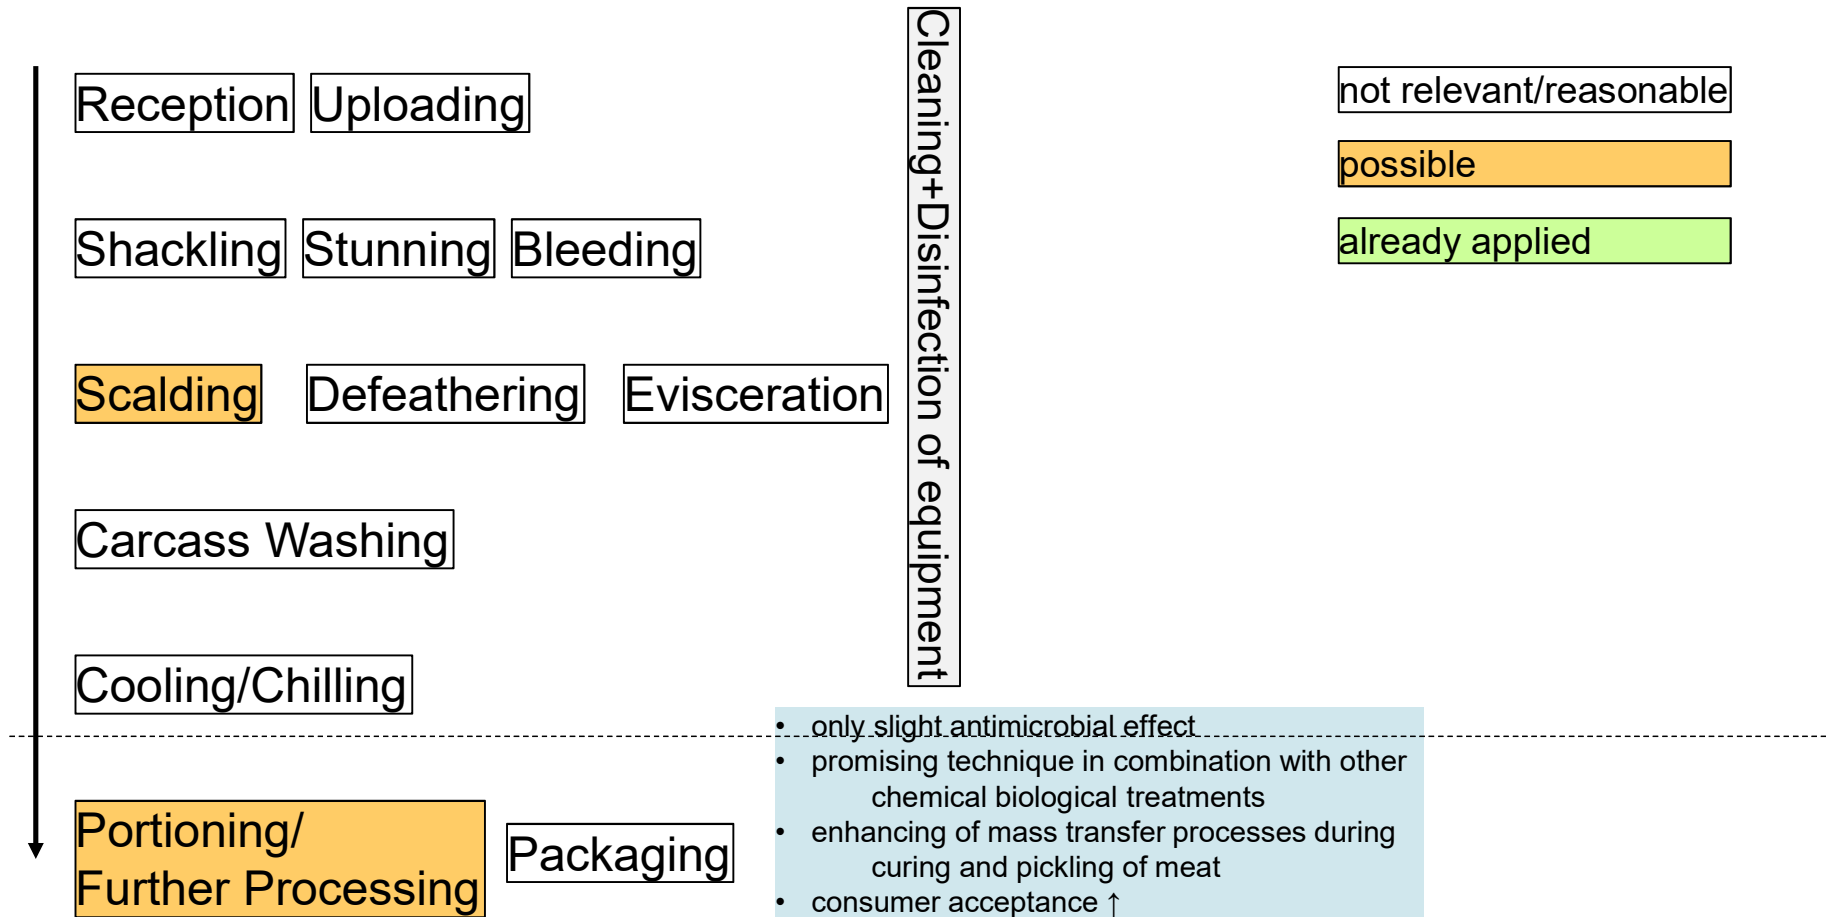 Reception Uploading
Shackling Stunning Bleeding
Scalding Defeathering Evisceration
Carcass Washing
Cooling/Chilling
Portioning/
Further Processing
Packaging
Cleaning+Disinfection of equipment
not relevant/reasonable
possible
already applied
• only slight antimicrobial effect
• promising technique in combination with other
chemical biological treatments
• enhancing of mass transfer processes during
curing and pickling of meat
• consumer acceptance ↑